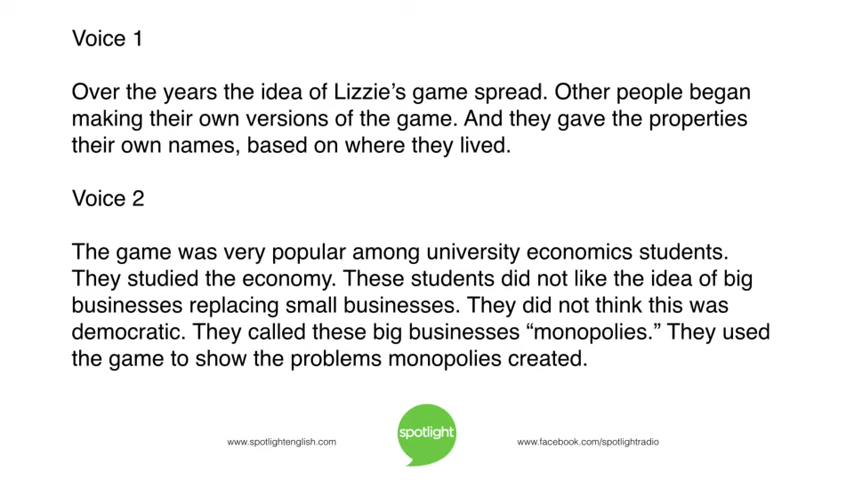 Voice 1
Over the years the idea of Lizzie’s game spread. Other people began
making their own versions of the game. And they gave the properties
their own names, based on where they lived.
Voice 2
The game was very popular among university economics students.
They studied the economy. These students did not like the idea of big
businesses replacing small businesses. They did not think this was
democratic. They called these big businesses “monopolies.” They used
the game to show the problems monopolies created.
spotlight
www.spotlightenglish.com
www.facebook.com/spotlightradio